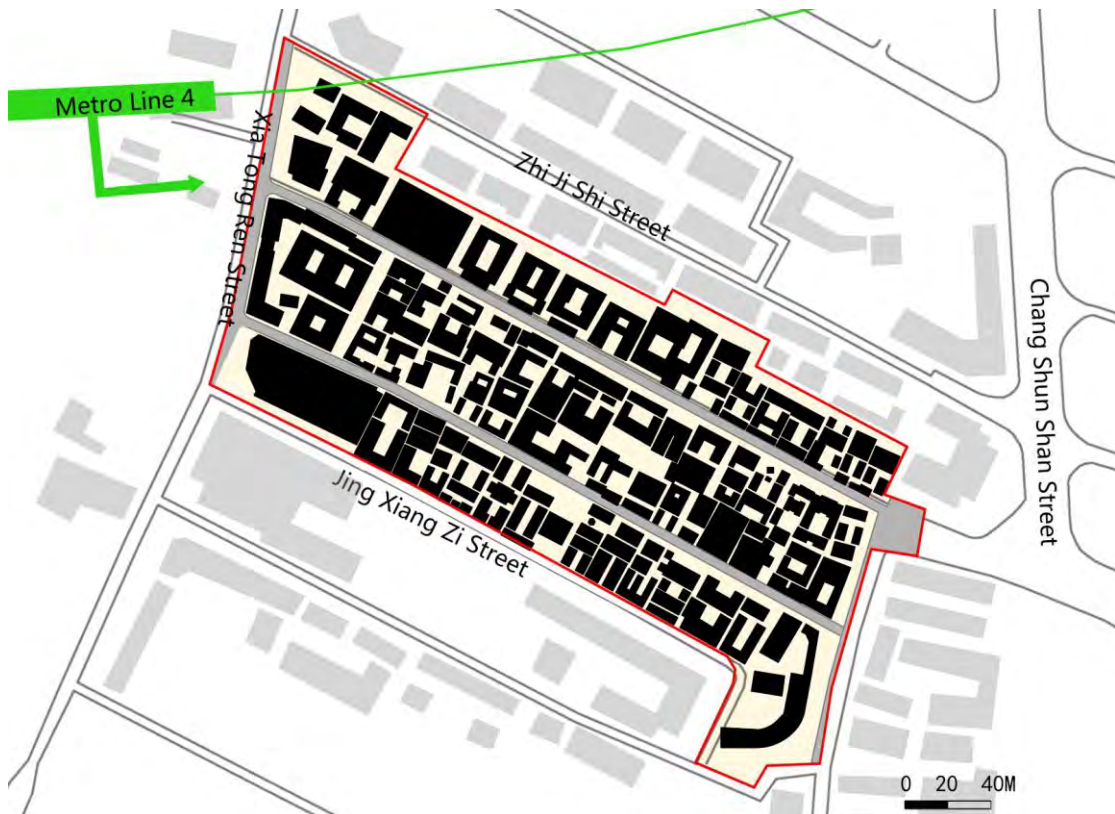 Metro Line 4
Xia Tong Ren Street
Zhi Ji Shi Street
Chang Shun Shan Street
Jing Xiang Zi Street
0 20 40M